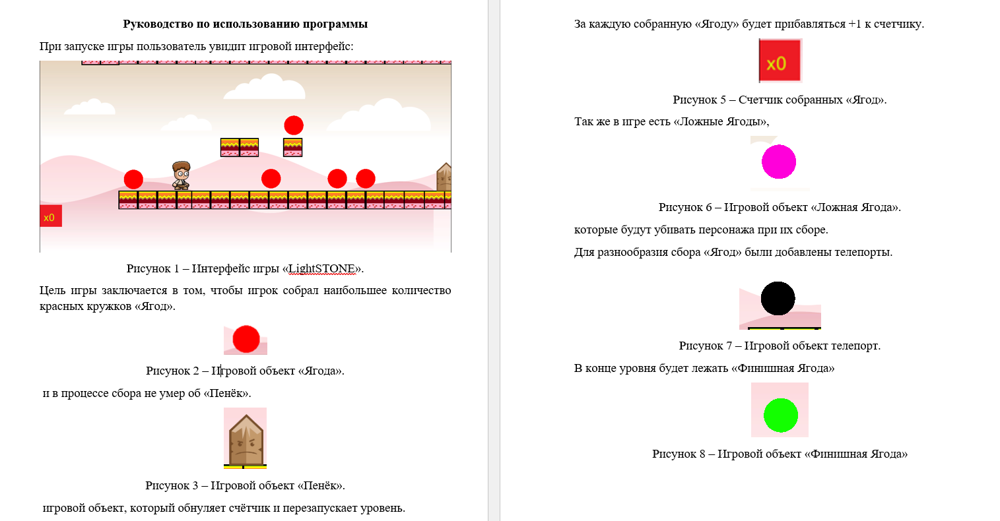 Руководство по использованию программы
При запуске игры пользователь увидит игровой интерфейс:
x0
Рисунок 1 – Интерфейс игры «LightSTONE».
Цель игры заключается в том, чтобы игрок собрал наибольшее количество
красных кружков «Ягод».
Рисунок 2 – Игровой объект «Ягода».
и в процессе сбора не умер об «Пенёк».
Рисунок 3 – Игровой объект «Пенёк».
игровой объект, который обнуляет счётчик и перезапускает уровень.
За каждую собранную «Ягоду» будет прибавляться +1 к счетчику.
x0
Рисунок 5 – Счетчик собранных «Ягод».
Так же в игре есть «Ложные Ягоды»,
Рисунок 6 – Игровой объект «Ложная Ягода».
которые будут убивать персонажа при их сборе.
Для разнообразия сбора «Ягод» были добавлены телепорты.
Рисунок 7 – Игровой объект телепорт.
В конце уровня будет лежать «Финишная Ягода»
Рисунок 8 – Игровой объект «Финишная Ягода»